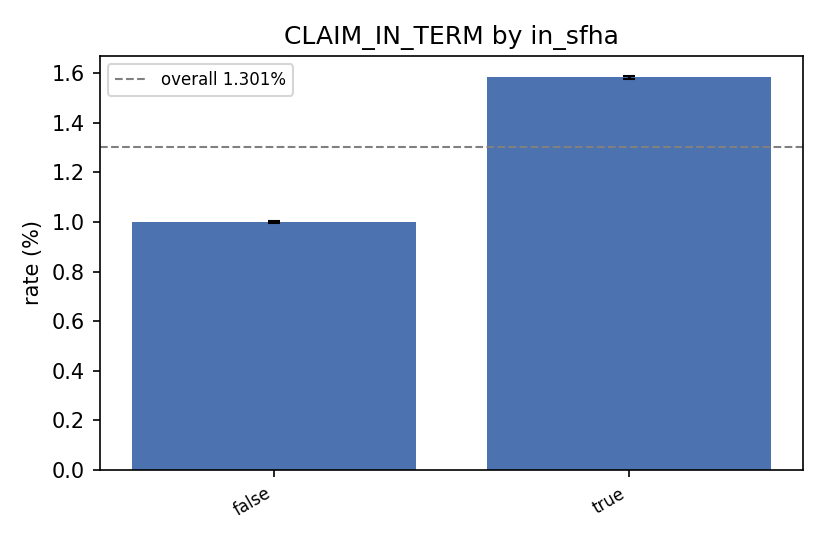 CLAIM_IN_TERM by in_sfha
overall 1.301%
rate (%)
1.6
1.4
1.2
1.0
0.8
0.6
0.4
0.2
0.0
false
true